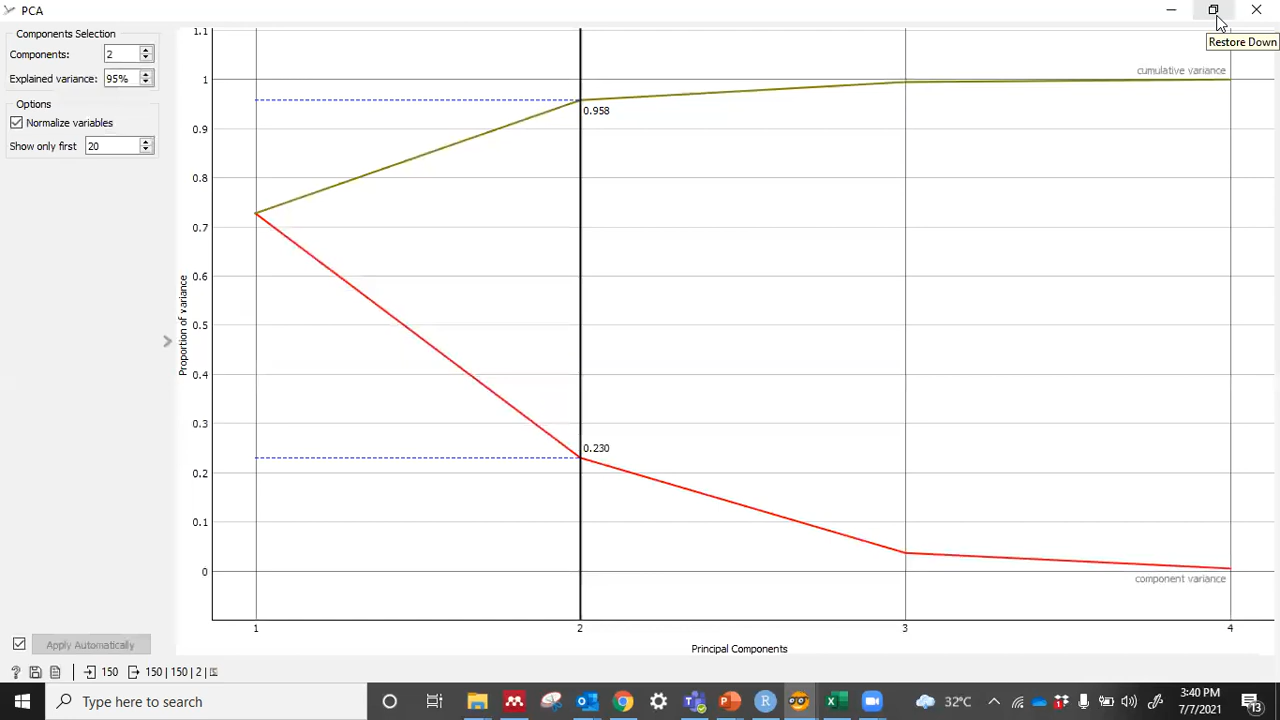 PCA
Restore Down
Components Selection
Components: 2
Explained variance: 95%
Options
Normalize variables
Show only first 20
1.1
1
0.9
0.8
0.7
0.6
0.5
0.4
0.3
0.2
0.1
0
Proportion of variance
cumulative variance
0.958
0.230
component variance
1 2 3 4
Principal Components
Apply Automatically
? 150 150 | 150 | 2 |
Type here to search
32°C
3:40 PM
7/7/2021
13